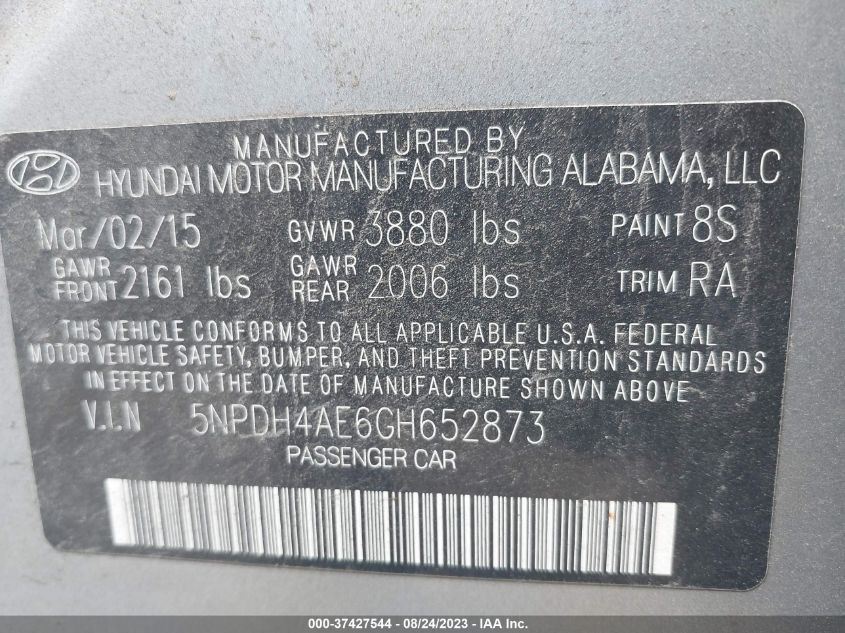 MANUFACTURED BY
HYUNDAI MOTOR MANUFACTURING ALABAMA, LLC
Mar/02/15 GVWR 3880 lbs PAINT 8S
GAWR FRONT 2161 lbs GAWR REAR 2006 lbs TRIM RA
THIS VEHICLE CONFORMS TO ALL APPLICABLE U.S.A. FEDERAL
MOTOR VEHICLE SAFETY, BUMPER, AND THEFT PREVENTION STANDARDS
IN EFFECT ON THE DATE OF MANUFACTURE SHOWN ABOVE
V.I.N 5NPDH4AE6GH652873
PASSENGER CAR
000-37427544 - 08/24/2023 - IAA Inc.